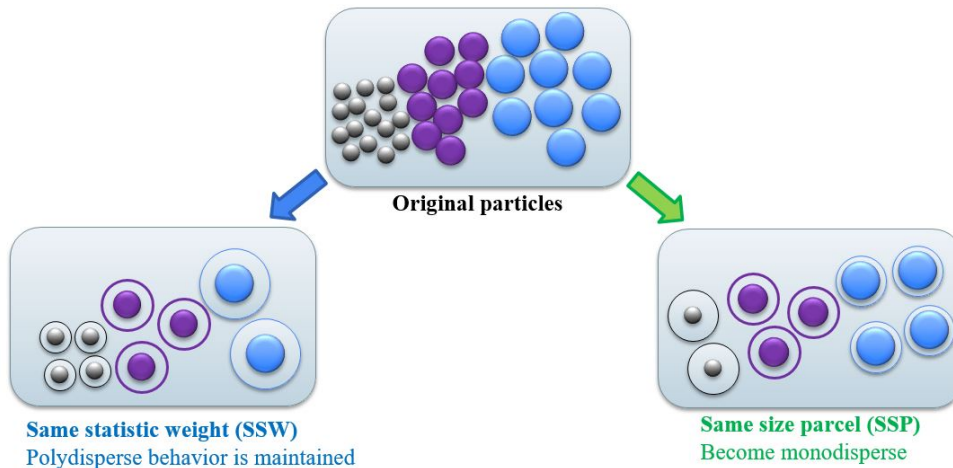 Original particles
Same statistic weight (SSW)
Polydisperse behavior is maintained
Same size parcel (SSP)
Become monodisperse